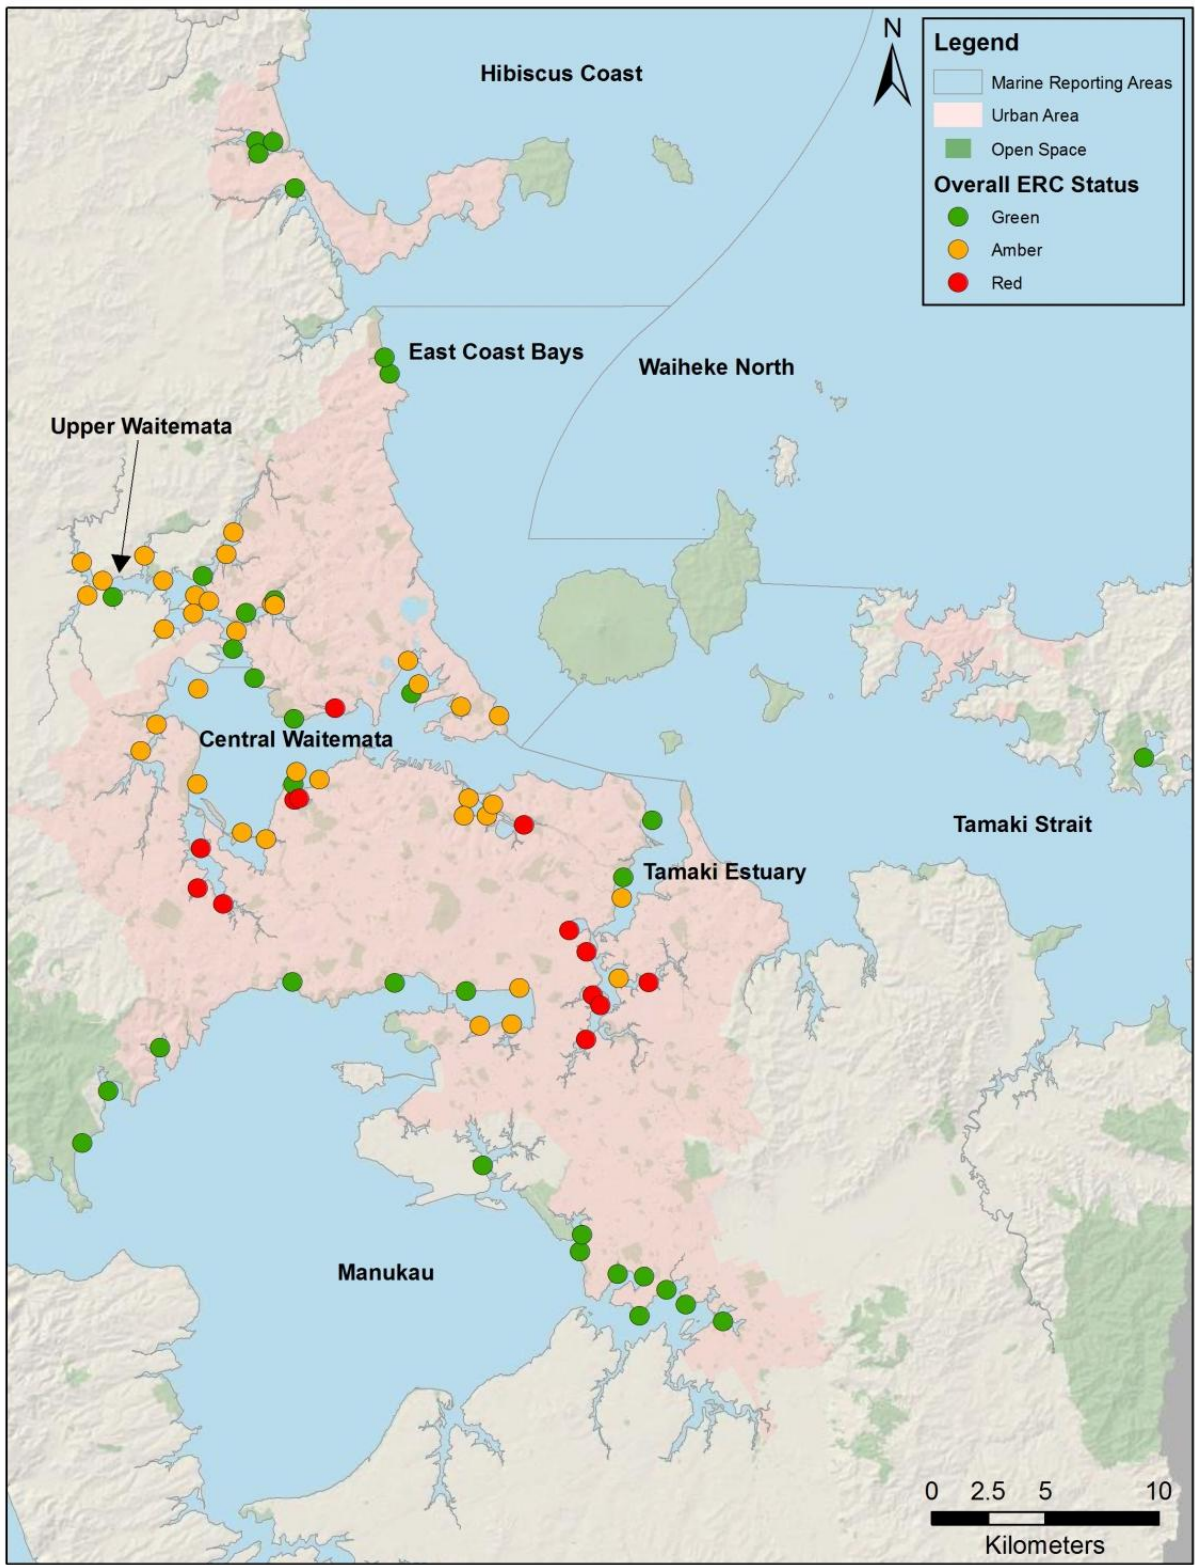 N
Legend
Marine Reporting Areas
Urban Area
Open Space
Overall ERC Status
Green
Amber
Red
Hibiscus Coast
East Coast Bays
Waiheke North
Upper Waitemata
Central Waitemata
Tamaki Strait
Tamaki Estuary
Manukau
0 2.5 5 10
Kilometers